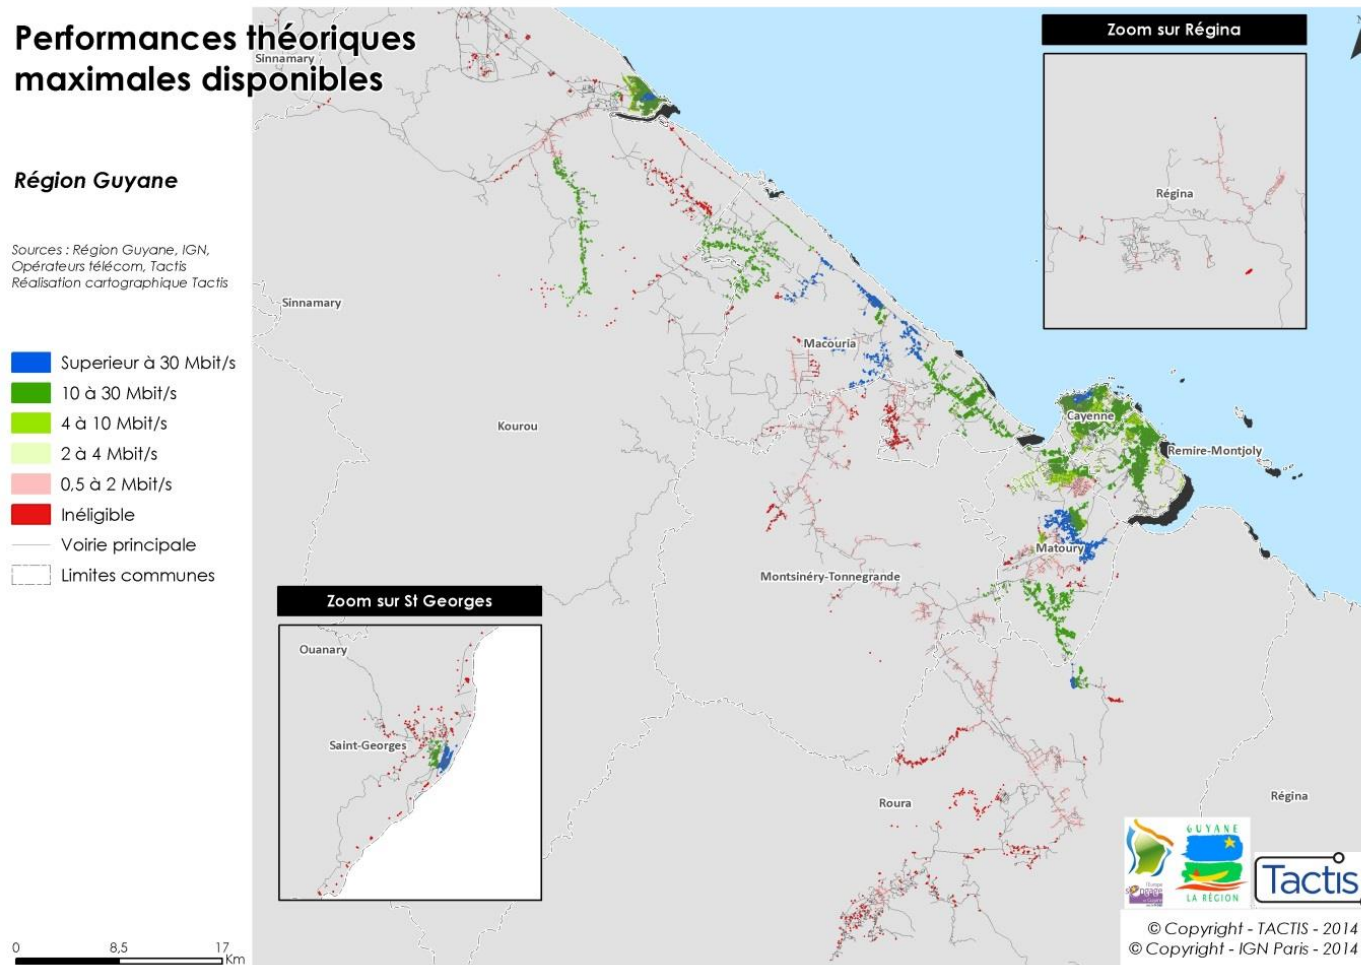 Performances théoriques
maximales disponibles
Région Guyane
Sources : Région Guyane, IGN,
Opérateurs télécom, Tactis
Réalisation cartographique Tactis
Superieur à 30 Mbit/s
10 à 30 Mbit/s
4 à 10 Mbit/s
2 à 4 Mbit/s
0,5 à 2 Mbit/s
Inéligible
Voirie principale
Limites communes
0 8,5 17
Km
Sinnamary
Sinnamary
Kourou
Macouria
Cayenne
Remire-Montjoly
Matoury
Montsinéry-Tonnegrande
Roura
Régina
Zoom sur Régina
Régina
Zoom sur St Georges
Ouanary
Saint-Georges
GUYANE
LA RÉGION
Tactis
© Copyright - TACTIS - 2014
© Copyright - IGN Paris - 2014